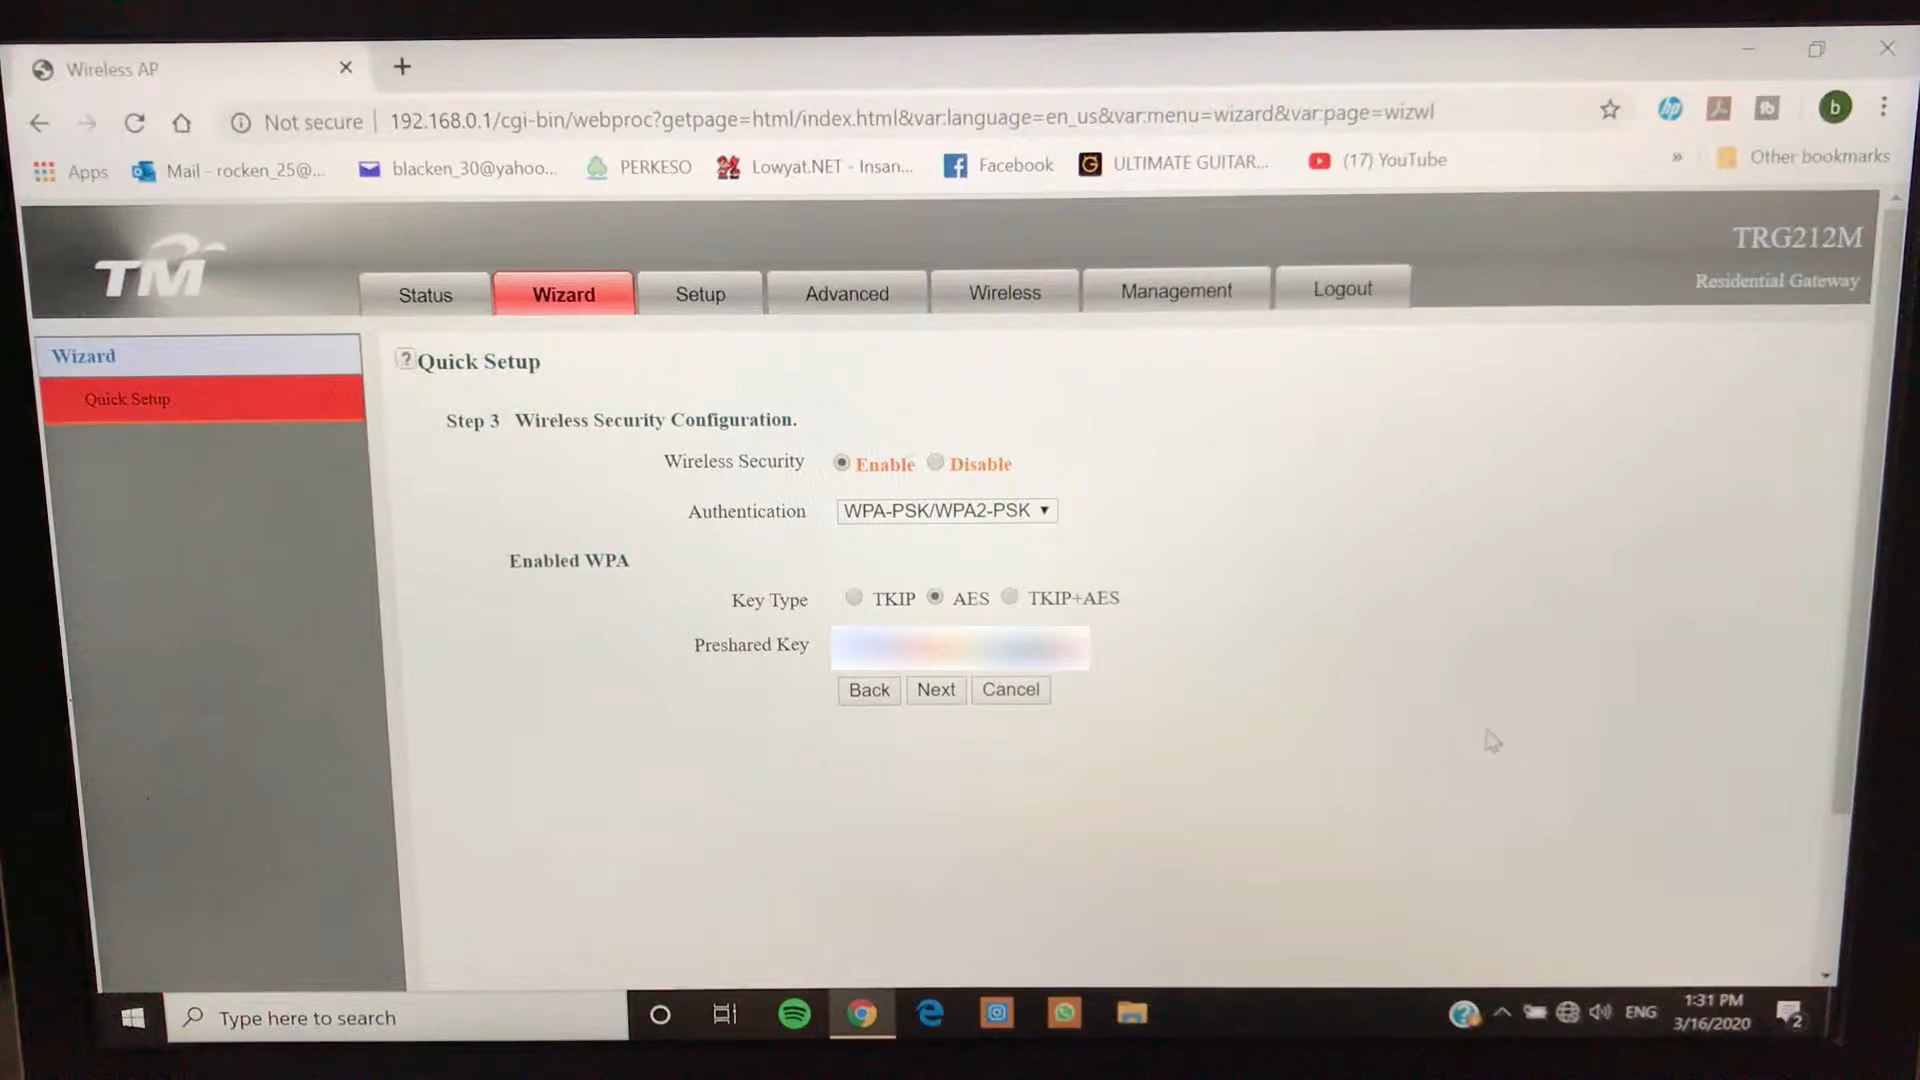 Wireless AP
Not secure | 192.168.0.1/cgi-bin/webproc?getpage=html/index.html&var:language=en_us&var:menu=wizard&var:page=wizwl
b
Apps Mail - rocken_25@... blacken_30@yahoo... PERKESO Lowyat.NET - Insan... Facebook ULTIMATE GUITAR... (17) YouTube » Other bookmarks
TM
TRG212M
Residential Gateway
Status Wizard Setup Advanced Wireless Management Logout
Wizard
Quick Setup
? Quick Setup
Step 3 Wireless Security Configuration.
Wireless Security Enable Disable
Authentication WPA-PSK/WPA2-PSK
Enabled WPA
Key Type TKIP AES TKIP+AES
Preshared Key
Back Next Cancel
Type here to search
ENG
1:31 PM
3/16/2020
2